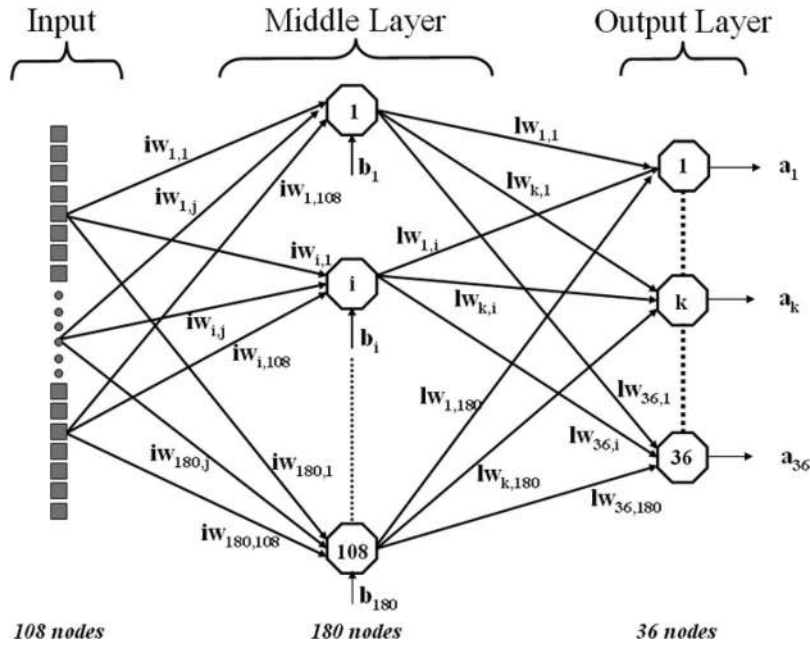 Input Middle Layer Output Layer
1
iw1,1
lw1,1
1
a1
iw1,j
iw1,108
b1
lwk,1
iwi,1
lw1,i
i
k
ak
iwi,j
lwk,i
bi
iwi,108
lw1,180
lw36,1
iw180,j
iw180,1
lw36,i
36
a36
lwk,180
iw180,108
lw36,180
108
b180
108 nodes 180 nodes 36 nodes